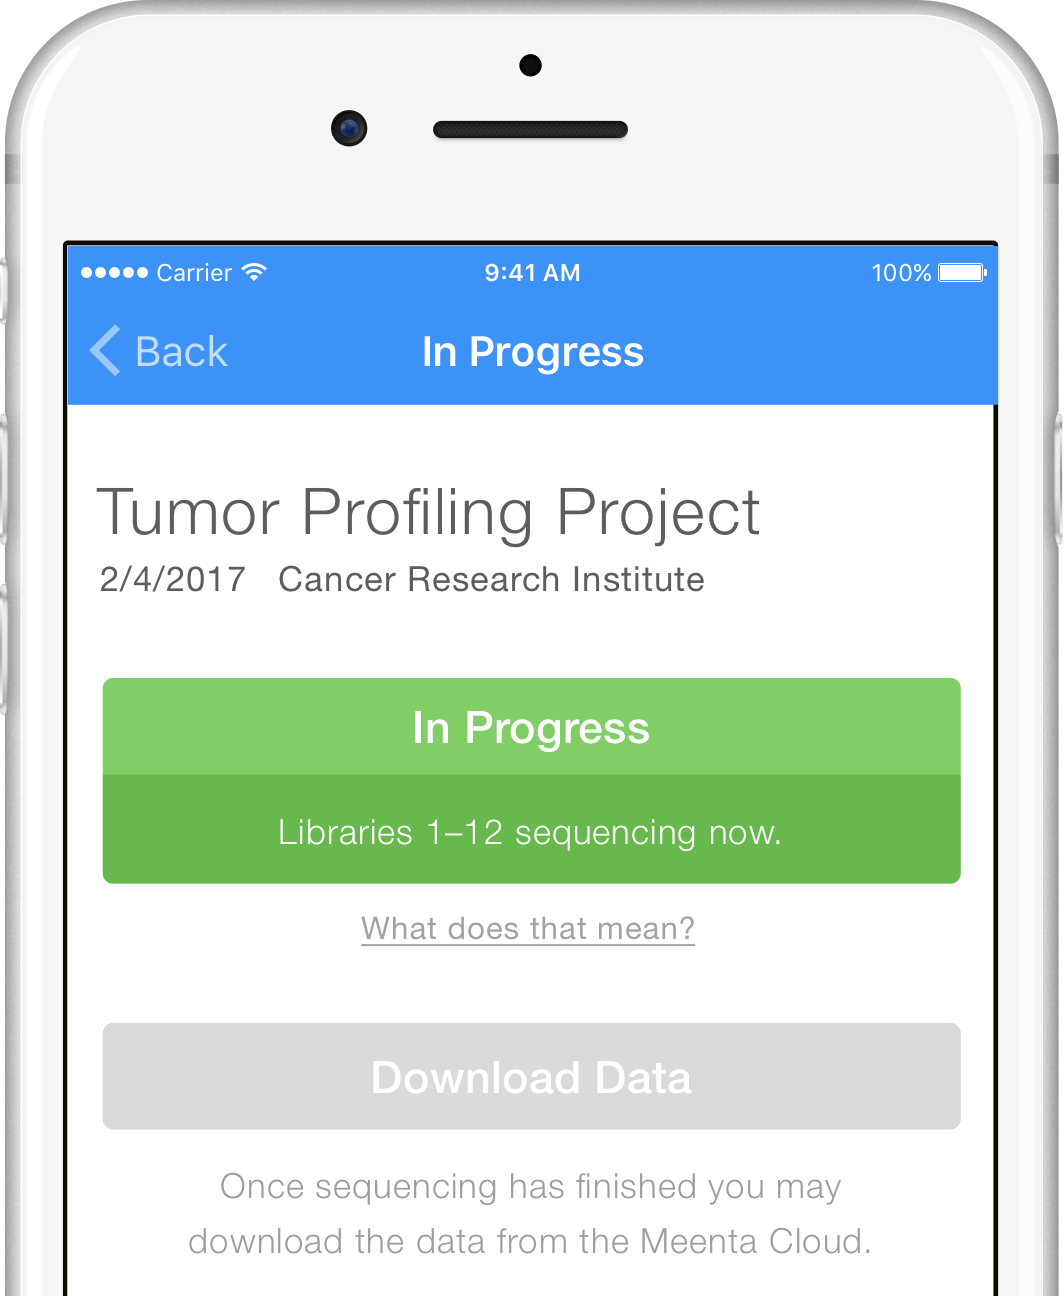 Carrier 9:41 AM 100%
Back In Progress
Tumor Profiling Project
2/4/2017 Cancer Research Institute
In Progress
Libraries 1–12 sequencing now.
What does that mean?
Download Data
Once sequencing has finished you may
download the data from the Meenta Cloud.